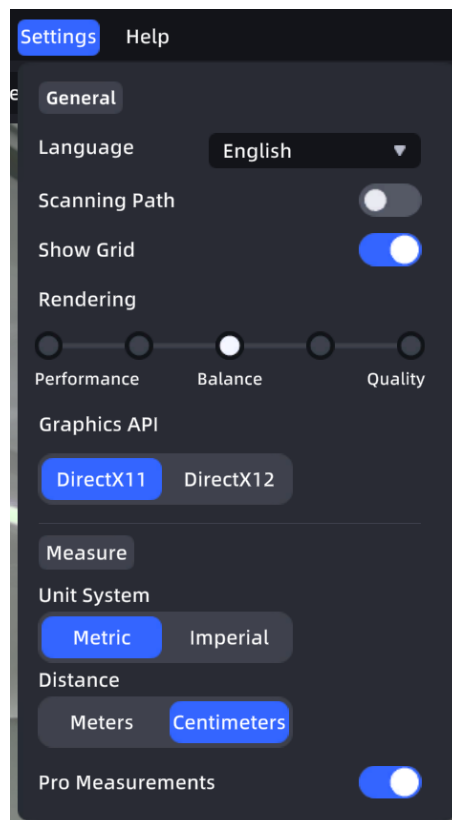 Settings Help
General
Language English
Scanning Path
Show Grid
Rendering
Performance Balance Quality
Graphics API
DirectX11 DirectX12
Measure
Unit System
Metric Imperial
Distance
Meters Centimeters
Pro Measurements